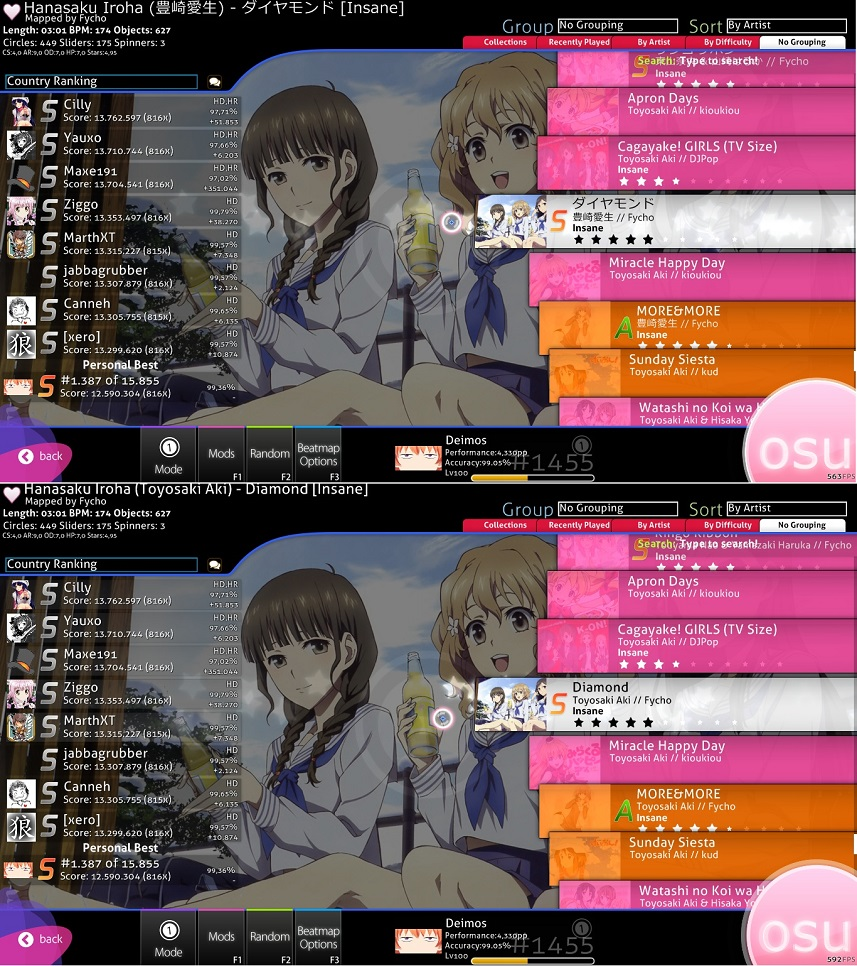 Hanasaku Iroha (豊崎愛生) - ダイヤモンド [Insane]
Mapped by Fycho
Length: 03:01 BPM: 174 Objects: 627
Circles: 449 Sliders: 175 Spinners: 3
CS:4,0 AR:9,0 OD:7,0 HP:7,0 Stars:4,95
Group No Grouping
Sort By Artist
Collections Recently Played By Artist By Difficulty No Grouping
Search: Type to search!
Country Ranking
Cilly
Score: 13.762.597 (816x)
HD,HR
97,71%
+51.853
Yauxo
Score: 13.710.744 (816x)
HD,HR
97,66%
+6.203
Maxe191
Score: 13.704.541 (816x)
HD,HR
97,02%
+351.044
Ziggo
Score: 13.353.497 (816x)
HD
99,79%
+38.270
MarthXT
Score: 13.315.227 (815x)
HD
99,57%
+7.348
jabbagrubber
Score: 13.307.879 (816x)
HD
99,57%
+2.124
Canneh
Score: 13.305.755 (815x)
HD
99,65%
+6.135
[xero]
Score: 13.299.620 (816x)
HD
99,57%
+10.874
狼
Personal Best
#1.387 of 15.855
Score: 12.590.304 (816x)
99,36%
-
Insane
Apron Days
Toyosaki Aki // kioukiou
Cagayake! GIRLS (TV Size)
Toyosaki Aki // DJPop
Insane
ダイヤモンド
豊崎愛生 // Fycho
Insane
Miracle Happy Day
Toyosaki Aki // kioukiou
MORE&MORE
豊崎愛生 // Fycho
Insane
Sunday Siesta
Toyosaki Aki // kud
Watashi no Koi wa H
Toyosaki Aki & Hisaka Yo
back
Mode
Mods
F1
Random
F2
Beatmap
Options
F3
Deimos
Performance:4,330pp
Accuracy:99.05%
Lv100
#1455
osu
563FPS
Hanasaku Iroha (Toyosaki Aki) - Diamond [Insane]
Mapped by Fycho
Length: 03:01 BPM: 174 Objects: 627
Circles: 449 Sliders: 175 Spinners: 3
CS:4,0 AR:9,0 OD:7,0 HP:7,0 Stars:4,95
Group No Grouping
Sort By Artist
Collections Recently Played By Artist By Difficulty No Grouping
Search: Type to search!
Country Ranking
Cilly
Score: 13.762.597 (816x)
HD,HR
97,71%
+51.853
Yauxo
Score: 13.710.744 (816x)
HD,HR
97,66%
+6.203
Maxe191
Score: 13.704.541 (816x)
HD,HR
97,02%
+351.044
Ziggo
Score: 13.353.497 (816x)
HD
99,79%
+38.270
MarthXT
Score: 13.315.227 (815x)
HD
99,57%
+7.348
jabbagrubber
Score: 13.307.879 (816x)
HD
99,57%
+2.124
Canneh
Score: 13.305.755 (815x)
HD
99,65%
+6.135
[xero]
Score: 13.299.620 (816x)
HD
99,57%
+10.874
狼
Personal Best
#1.387 of 15.855
Score: 12.590.304 (816x)
99,36%
-
Insane
Apron Days
Toyosaki Aki // kioukiou
Cagayake! GIRLS (TV Size)
Toyosaki Aki // DJPop
Insane
Diamond
Toyosaki Aki // Fycho
Insane
Miracle Happy Day
Toyosaki Aki // kioukiou
MORE&MORE
Toyosaki Aki // Fycho
Insane
Sunday Siesta
Toyosaki Aki // kud
Watashi no Koi wa H
Toyosaki Aki & Hisaka Yo
back
Mode
Mods
F1
Random
F2
Beatmap
Options
F3
Deimos
Performance:4,330pp
Accuracy:99.05%
Lv100
#1455
osu
592FPS